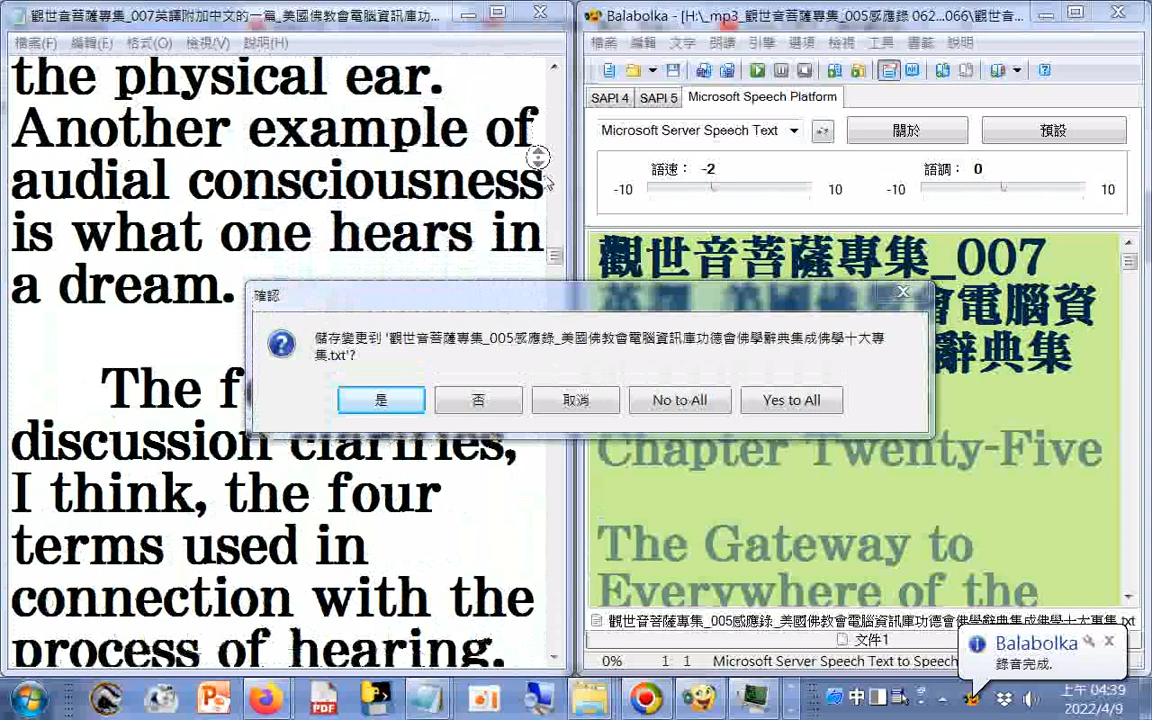 觀世音菩薩專集_007英譯附加中文的一篇_美國佛教會電腦資訊庫功...
檔案(F) 編輯(E) 格式(O) 檢視(V) 說明(H)
the physical ear.
Another example of
audial consciousness
is what one hears in
a dream.
The f
discussion clarifies,
I think, the four
terms used in
connection with the
process of hearing.
Balabolka - [H:\_mp3_觀世音菩薩專集_005感應錄 062...066\觀世音...
檔案 編輯 文字 朗讀 引擎 選項 檢視 工具 書籤 說明
SAPI 4 SAPI 5 Microsoft Speech Platform
Microsoft Server Speech Text 關於 預設
語速： -2 語調： 0
-10 10 -10 10
觀世音菩薩專集_007
會電腦資
辭典集
Chapter Twenty-Five
The Gateway to
Everywhere of the
觀世音菩薩專集_005感應錄_美國佛教會電腦資訊庫功德會佛學辭典集成佛學十大專集.txt
文件1
0% 1: 1 Microsoft Server Speech Text to Speech
確認
儲存變更到 '觀世音菩薩專集_005感應錄_美國佛教會電腦資訊庫功德會佛學辭典集成佛學十大專
集.txt'?
是 否 取消 No to All Yes to All
Balabolka
錄音完成.
中
上午 04:39
2022/4/9